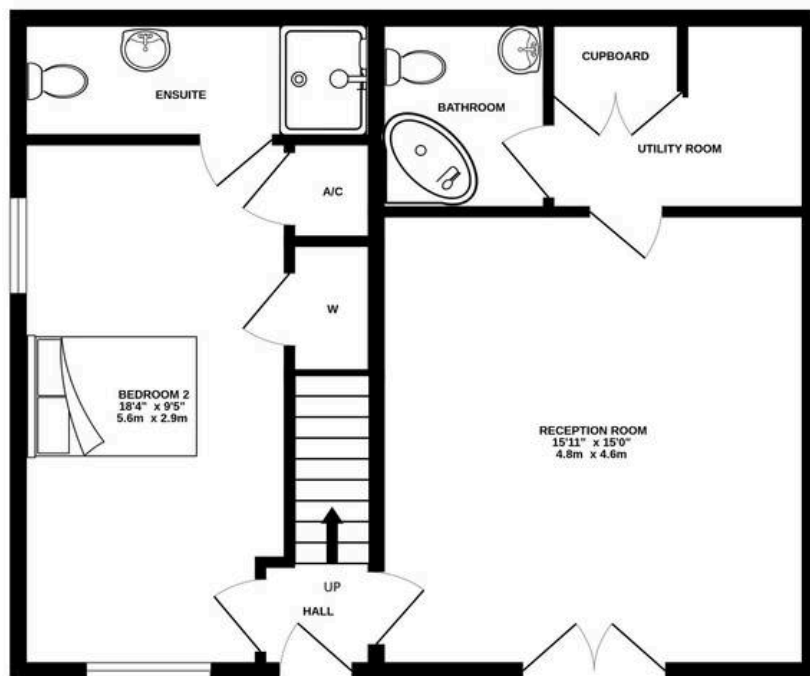 ENSUITE
BATHROOM
CUPBOARD
UTILITY ROOM
A/C
W
BEDROOM 2
18'4" x 9'5"
5.6m x 2.9m
RECEPTION ROOM
15'11" x 15'0"
4.8m x 4.6m
UP
HALL